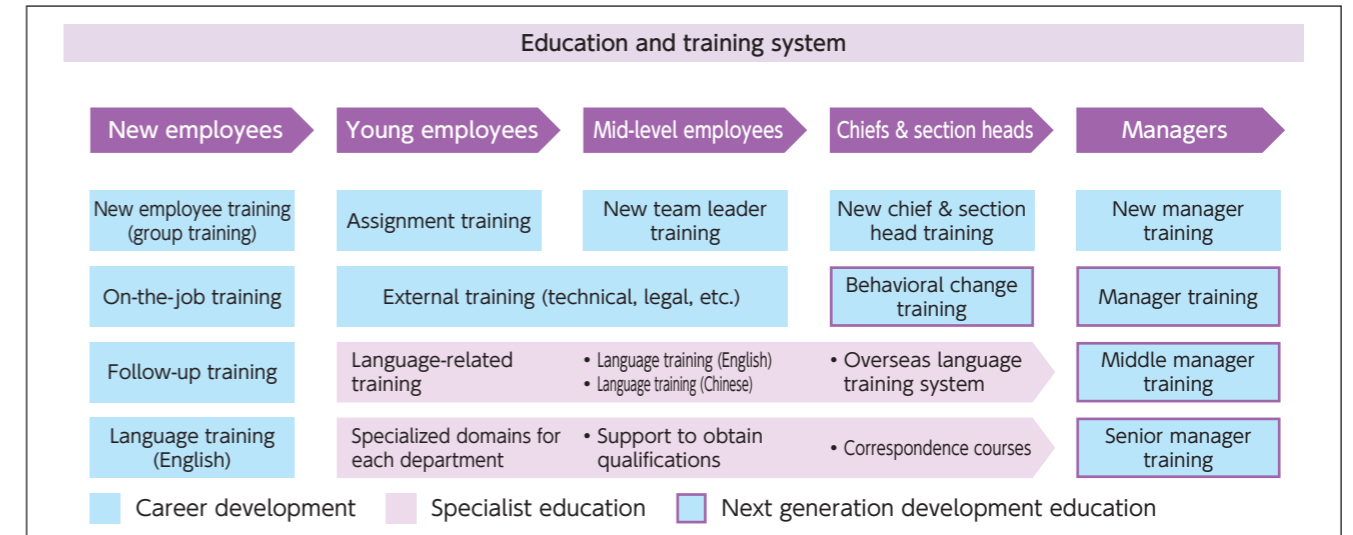 Education and training system
New employees
Young employees
Mid-level employees
Chiefs & section heads
Managers
New employee training
(group training)
Assignment training
New team leader
training
New chief & section
head training
New manager
training
On-the-job training
External training (technical, legal, etc.)
Behavioral change
training
Manager training
Follow-up training
Language-related
training
• Language training (English)
• Language training (Chinese)
• Overseas language
training system
Middle manager
training
Language training
(English)
Specialized domains for
each department
• Support to obtain
qualifications
• Correspondence courses
Senior manager
training
Career development
Specialist education
Next generation development education